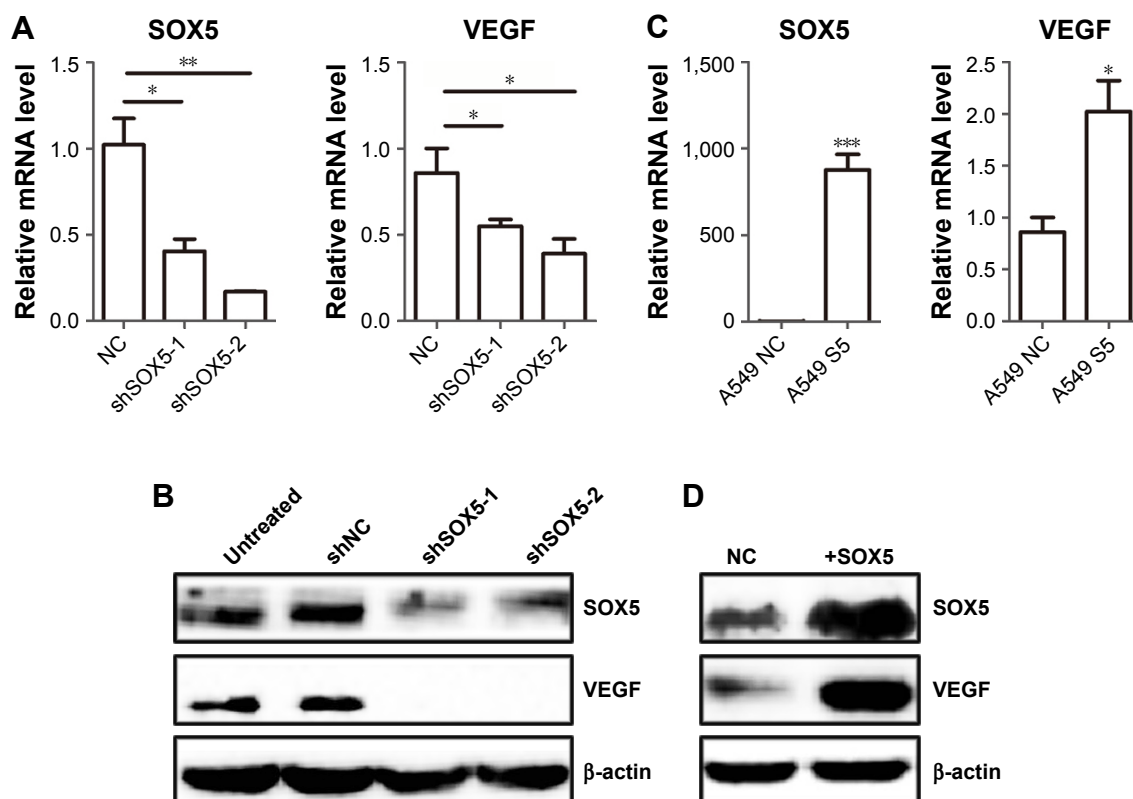 A
SOX5
Relative mRNA level
1.5
1.0
0.5
0.0
**
*
NC
shSOX5-1
shSOX5-2
VEGF
Relative mRNA level
1.5
1.0
0.5
0.0
*
*
NC
shSOX5-1
shSOX5-2
C
SOX5
Relative mRNA level
1,500
1,000
500
0
***
A549 NC
A549 S5
VEGF
Relative mRNA level
2.5
2.0
1.5
1.0
0.5
0.0
*
A549 NC
A549 S5
B
Untreated
shNC
shSOX5-1
shSOX5-2
SOX5
VEGF
β-actin
D
NC
+SOX5
SOX5
VEGF
β-actin